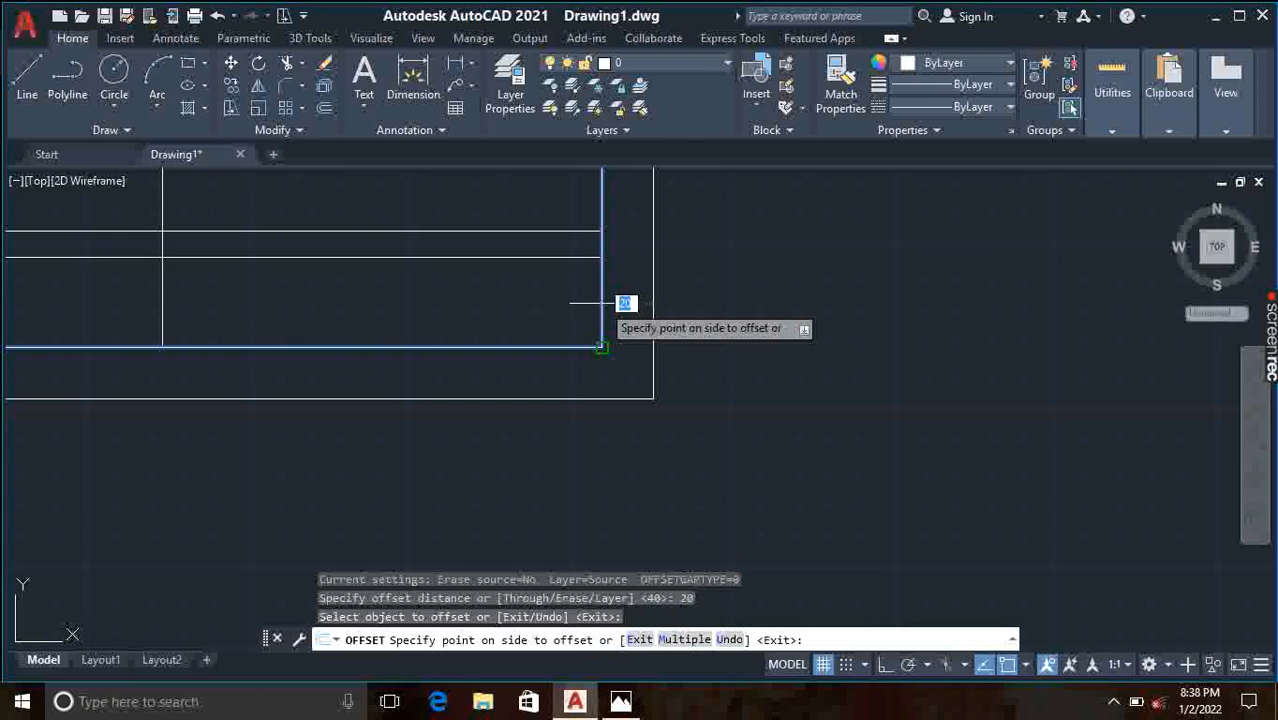 Autodesk AutoCAD 2021 Drawing1.dwg
Type a keyword or phrase
Sign In
Home Insert Annotate Parametric 3D Tools Visualize View Manage Output Add-ins Collaborate Express Tools Featured Apps
Line Polyline Circle Arc
Text Dimension
Layer
Properties
0
Insert
Match
Properties
ByLayer
ByLayer
ByLayer
Group
Utilities
Clipboard
View
Draw Modify Annotation Layers Block Properties Groups
Start Drawing1*
[−][Top][2D Wireframe]
N
W TOP E
S
20
Specify point on side to offset or
screenrec
Y
X
Current settings: Erase source=No Layer=Source OFFSETGAPTYPE=0
Specify offset distance or [Through/Erase/Layer] <40>: 20
Select object to offset or [Exit/Undo] <Exit>:
OFFSET Specify point on side to offset or [Exit Multiple Undo] <Exit>:
Model Layout1 Layout2 +
MODEL 1:1
Type here to search
8:38 PM
1/2/2022